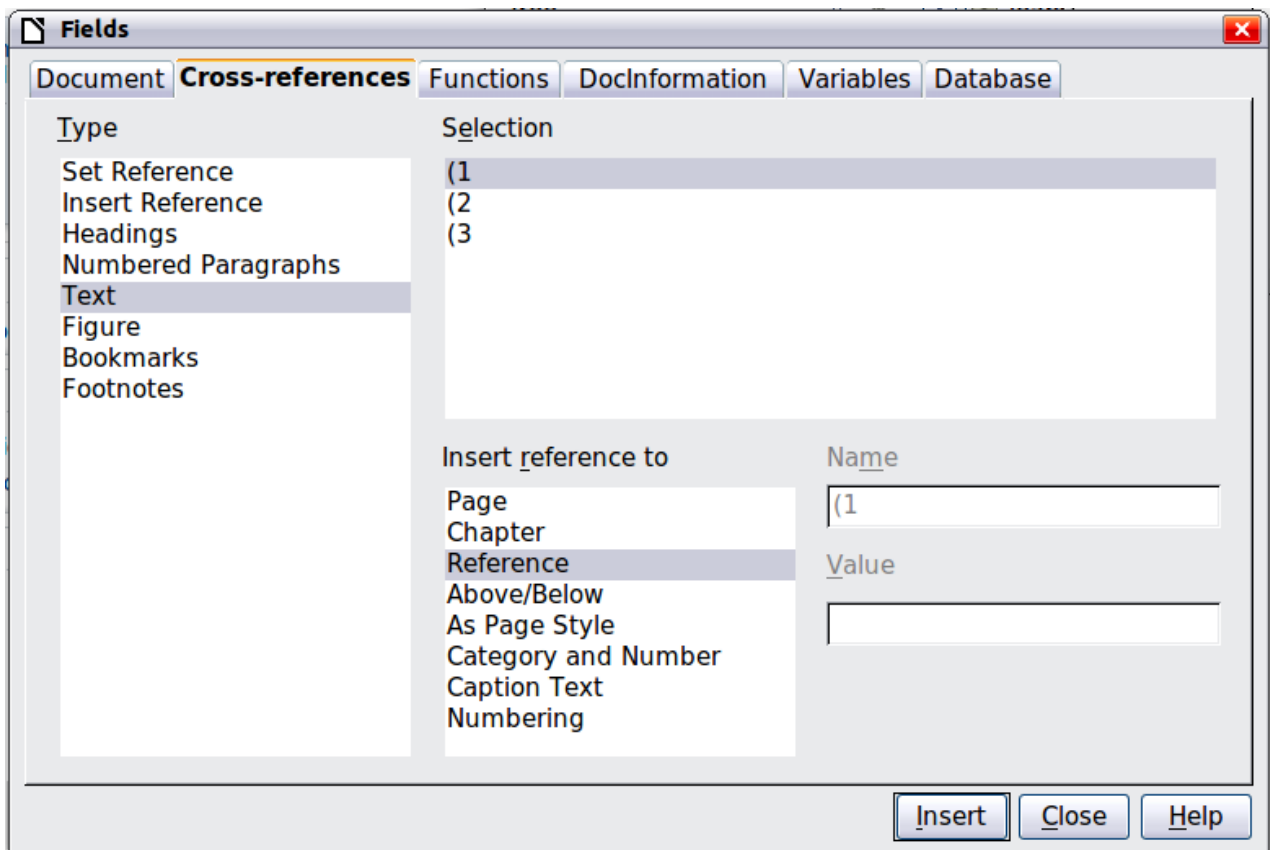 Fields
Document Cross-references Functions DocInformation Variables Database
Type
Set Reference
Insert Reference
Headings
Numbered Paragraphs
Text
Figure
Bookmarks
Footnotes
Selection
(1
(2
(3
Insert reference to
Page
Chapter
Reference
Above/Below
As Page Style
Category and Number
Caption Text
Numbering
Name
(1
Value
Insert Close Help